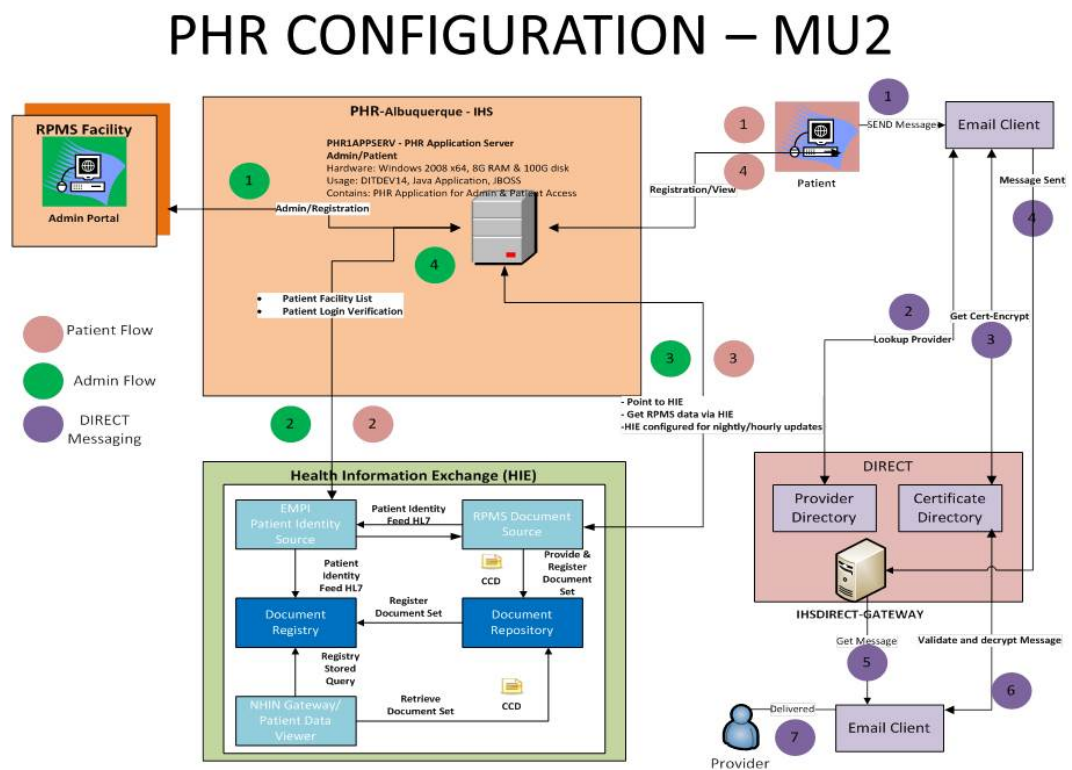 PHR CONFIGURATION – MU2
RPMS Facility
Admin Portal
PHR-Albuquerque - IHS
PHR1APPSERV - PHR Application Server
Admin/Patient
Hardware: Windows 2008 x64, 8G RAM & 100G disk
Usage: DITDEV14, Java Application, JBOSS
Contains: PHR Application for Admin & Patient Access
1
Admin/Registration
4
• Patient Facility List
• Patient Login Verification
1
4
Registration/View
Patient
1
SEND Message
Email Client
Message Sent
4
2
Lookup Provider
Get Cert-Encrypt
3
Patient Flow
Admin Flow
DIRECT
Messaging
2
2
3
3
- Point to HIE
- Get RPMS data via HIE
-HIE configured for nightly/hourly updates
Health Information Exchange (HIE)
EMPI
Patient Identity
Source
Patient Identity
Feed HL7
RPMS Document
Source
Patient
Identity
Feed HL7
CCD
Provide &
Register
Document
Set
Document
Registry
Register
Document Set
Document
Repository
Registry
Stored
Query
NHIN Gateway/
Patient Data
Viewer
Retrieve
Document Set
CCD
DIRECT
Provider
Directory
Certificate
Directory
IHSDIRECT-GATEWAY
Get Message
5
Validate and decrypt Message
6
Email Client
Delivered
7
Provider